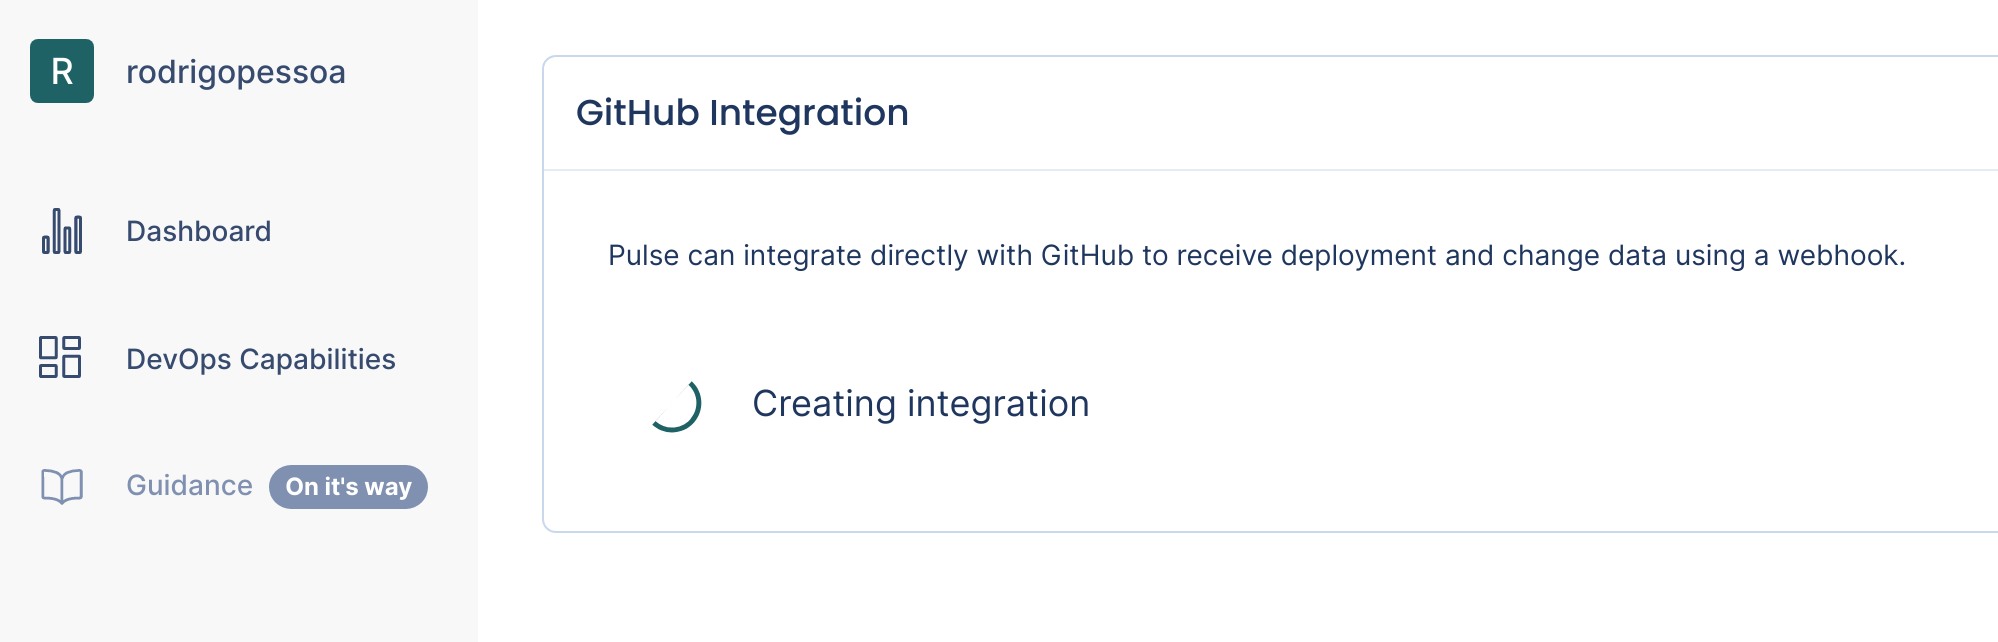 R
rodrigopessoa
Dashboard
DevOps Capabilities
Guidance
On it's way
GitHub Integration
Pulse can integrate directly with GitHub to receive deployment and change data using a webhook.
Creating integration